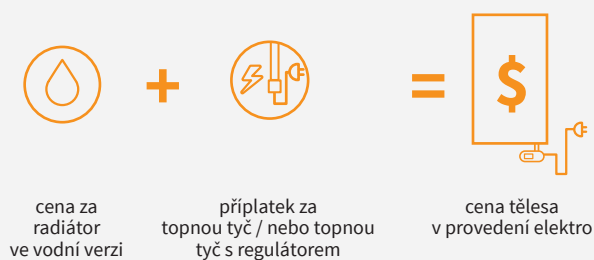 + = $
cena za
radiátor
ve vodní verzi
příplatek za
topnou tyč / nebo topnou
tyč s regulátorem
cena tělesa
v provedení elektro